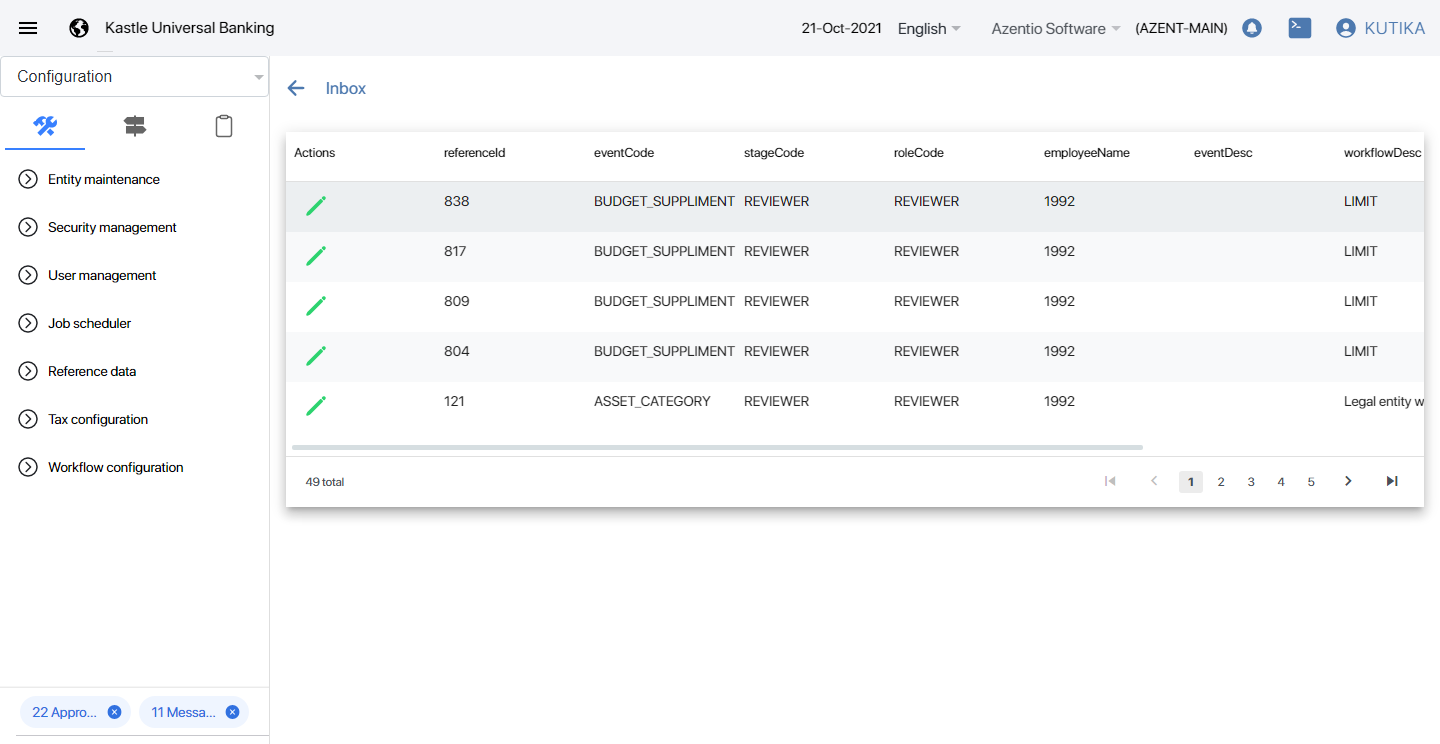 Kastle Universal Banking
21-Oct-2021 English Azentio Software (AZENT-MAIN) KUTIKA
Configuration
Inbox
Entity maintenance
Security management
User management
Job scheduler
Reference data
Tax configuration
Workflow configuration
22 Appro... 11 Messa...
Actions referenceId eventCode stageCode roleCode employeeName eventDesc workflowDesc
838 BUDGET_SUPPLIMENT REVIEWER REVIEWER 1992 LIMIT
817 BUDGET_SUPPLIMENT REVIEWER REVIEWER 1992 LIMIT
809 BUDGET_SUPPLIMENT REVIEWER REVIEWER 1992 LIMIT
804 BUDGET_SUPPLIMENT REVIEWER REVIEWER 1992 LIMIT
121 ASSET_CATEGORY REVIEWER REVIEWER 1992 Legal entity w
49 total 1 2 3 4 5